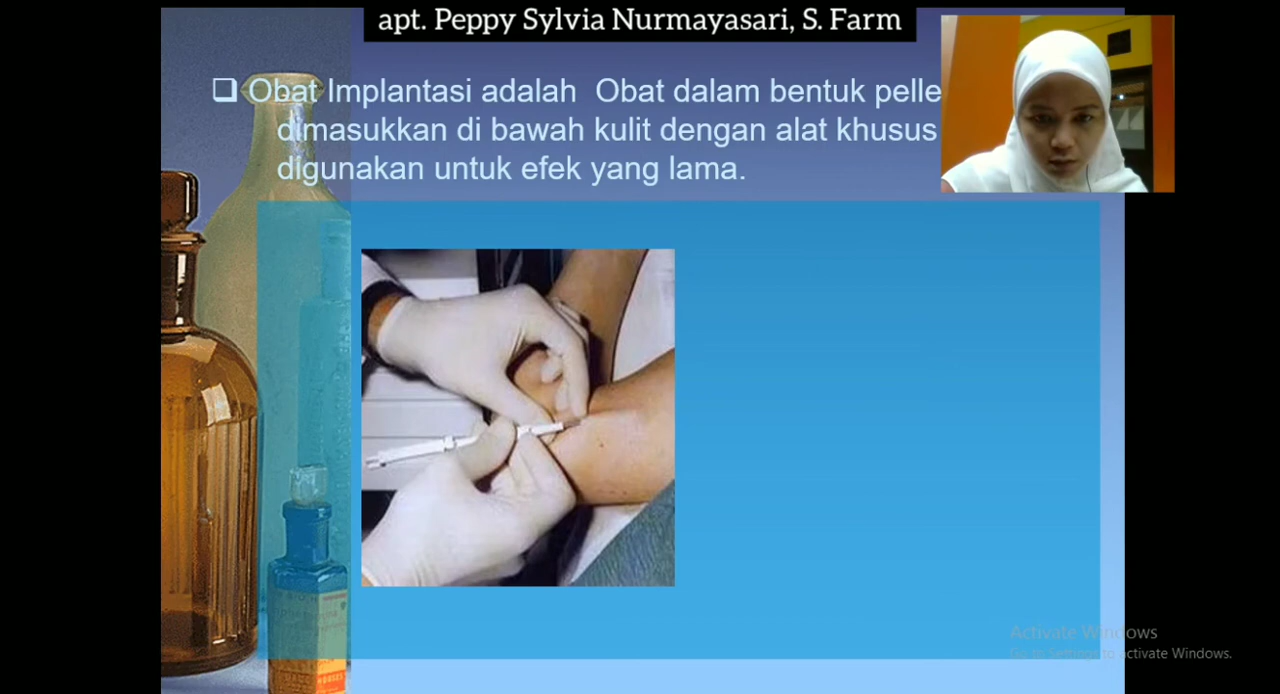 apt. Peppy Sylvia Nurmayasari, S. Farm
❑ Obat Implantasi adalah Obat dalam bentuk pelle
dimasukkan di bawah kulit dengan alat khusus
digunakan untuk efek yang lama.
Activate Windows
Go to Settings to activate Windows.